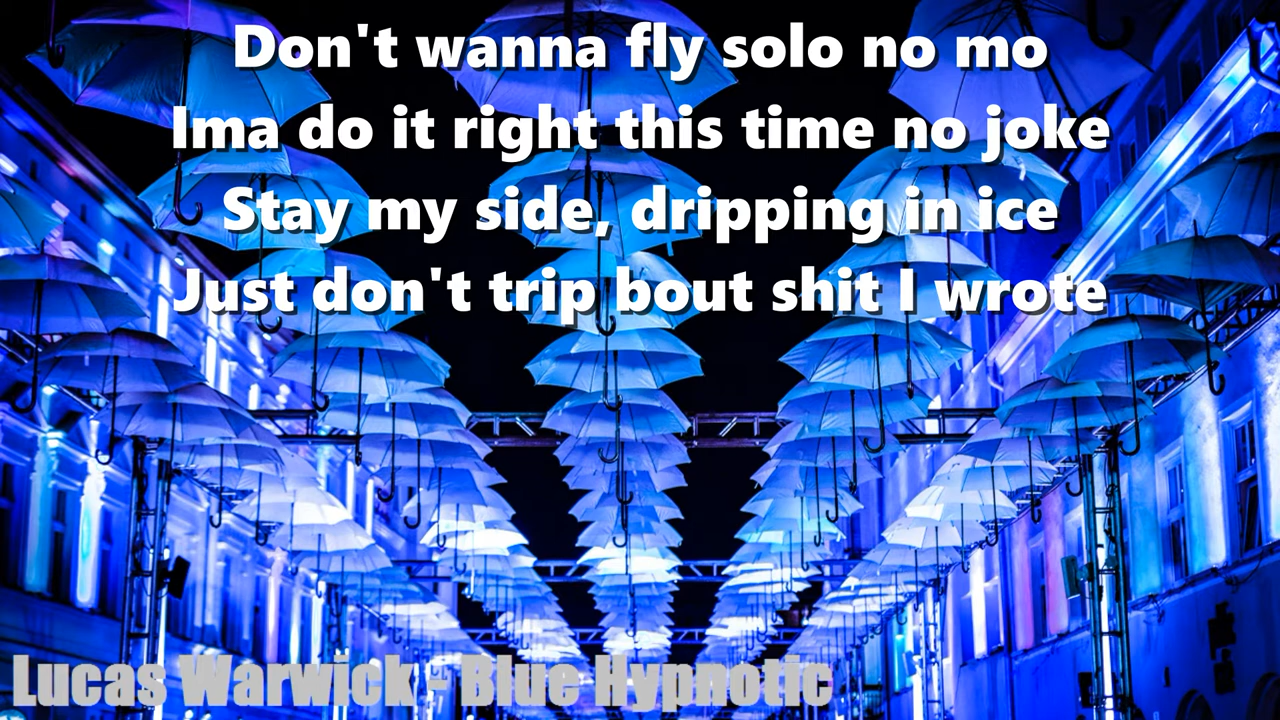 Don't wanna fly solo no mo
Ima do it right this time no joke
Stay my side, dripping in ice
Just don't trip bout shit I wrote
Lucas Warwick - Blue Hypnotic